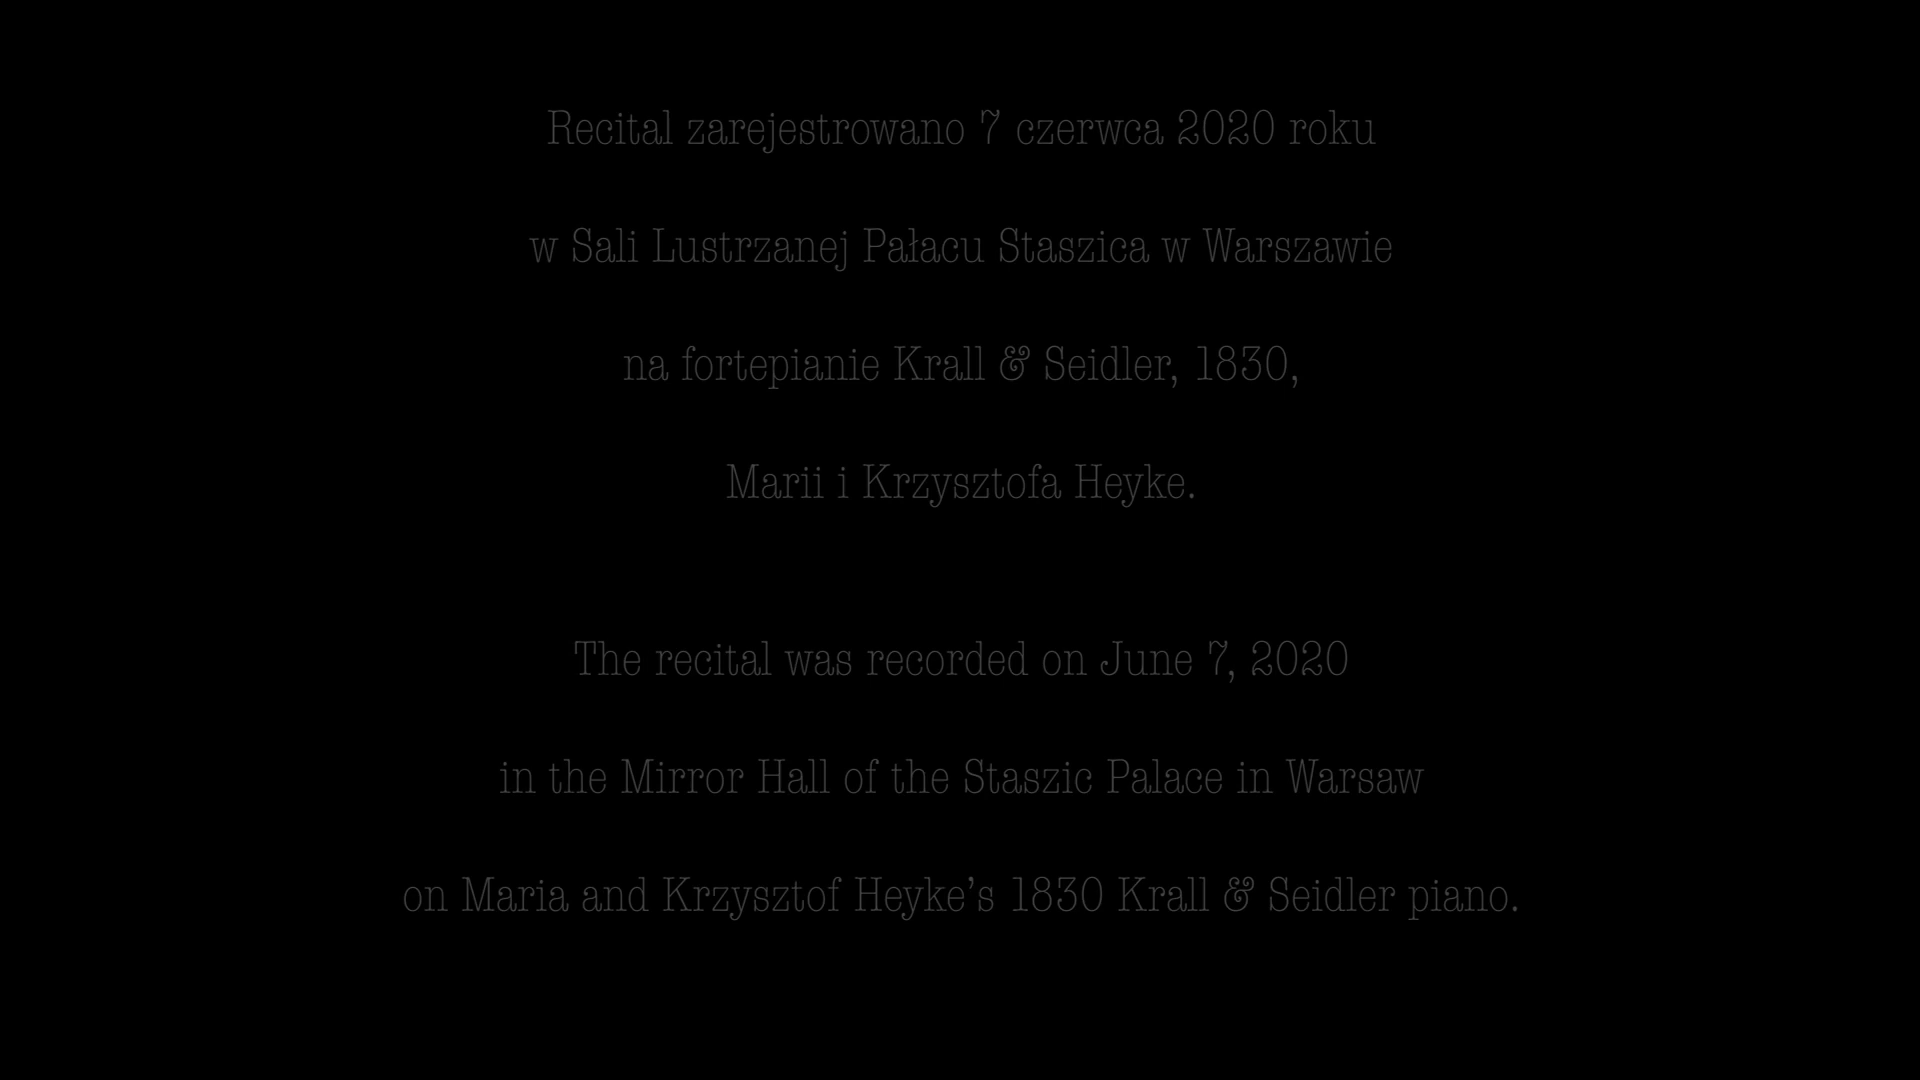 Recital zarejestrowano 7 czerwca 2020 roku
w Sali Lustrzanej Pałacu Staszica w Warszawie
na fortepianie Krall & Seidler, 1830,
Marii i Krzysztofa Heyke.
The recital was recorded on June 7, 2020
in the Mirror Hall of the Staszic Palace in Warsaw
on Maria and Krzysztof Heyke’s 1830 Krall & Seidler piano.